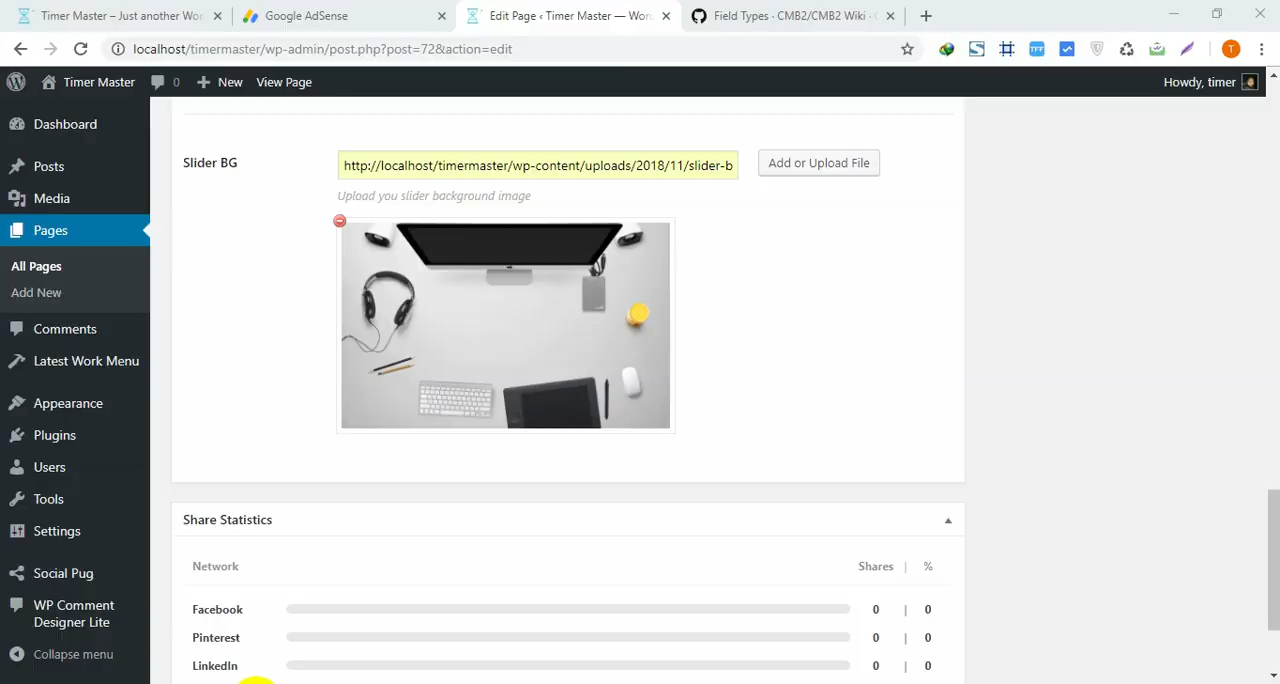 Timer Master – Just another Wor
Google AdSense
Edit Page ‹ Timer Master — Wor
Field Types · CMB2/CMB2 Wiki ·
localhost/timermaster/wp-admin/post.php?post=72&action=edit
Timer Master
0
New
View Page
Howdy, timer
Dashboard
Posts
Media
Pages
All Pages
Add New
Comments
Latest Work Menu
Appearance
Plugins
Users
Tools
Settings
Social Pug
WP Comment
Designer Lite
Collapse menu
Slider BG
http://localhost/timermaster/wp-content/uploads/2018/11/slider-b
Add or Upload File
Upload you slider background image
Share Statistics
Network
Shares | %
Facebook 0 | 0
Pinterest 0 | 0
LinkedIn 0 | 0